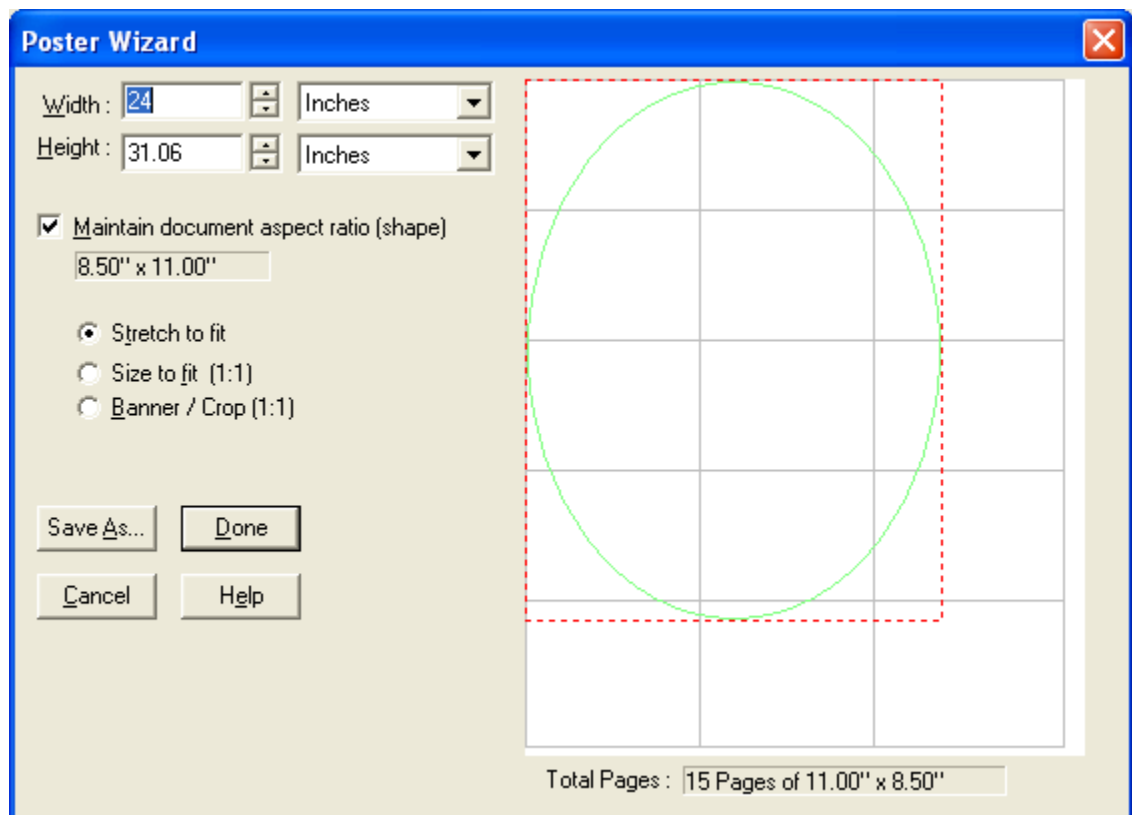 Poster Wizard
Width : 24 Inches
Height : 31.06 Inches
Maintain document aspect ratio (shape)
8.50" x 11.00"
Stretch to fit
Size to fit (1:1)
Banner / Crop (1:1)
Save As... Done
Cancel Help
Total Pages : 15 Pages of 11.00" x 8.50"